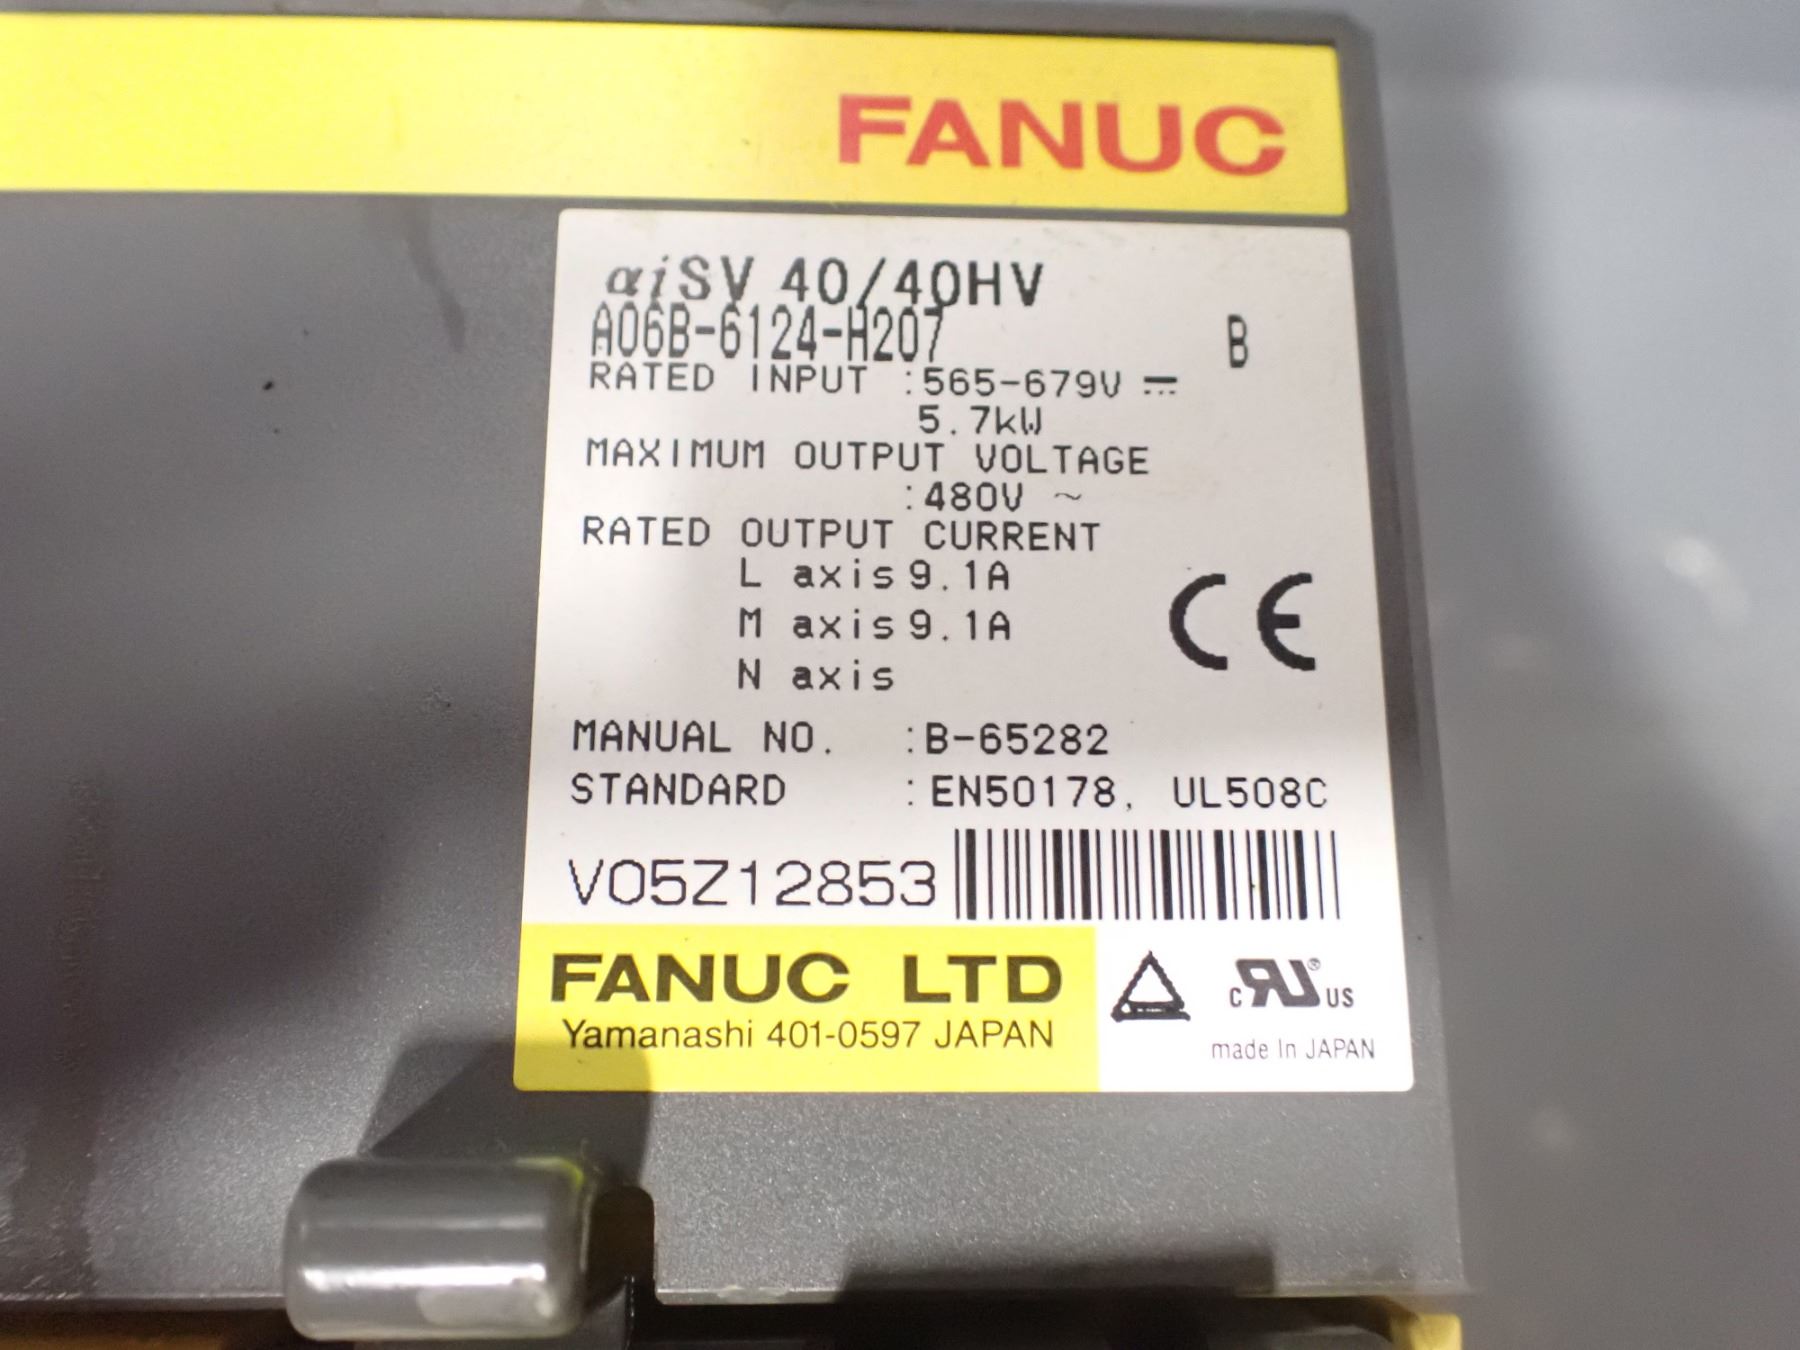 FANUC
αiSV 40/40HV
A06B-6124-H207 B
RATED INPUT :565-679V ⎓
5.7kW
MAXIMUM OUTPUT VOLTAGE
:480V ~
RATED OUTPUT CURRENT
L axis 9.1A
M axis 9.1A
N axis
CE
MANUAL NO. :B-65282
STANDARD :EN50178, UL508C
V05Z12853
FANUC LTD
Yamanashi 401-0597 JAPAN
c RU® US
made In JAPAN